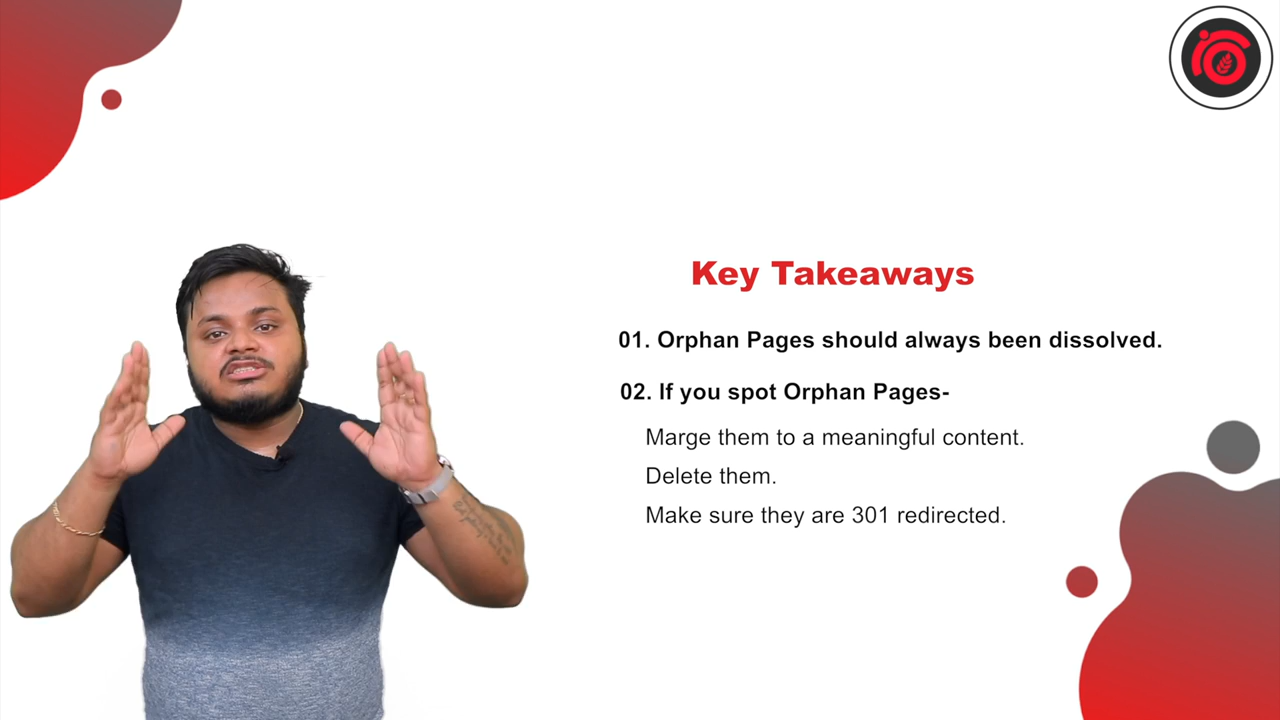 Key Takeaways
01. Orphan Pages should always been dissolved.
02. If you spot Orphan Pages-
Marge them to a meaningful content.
Delete them.
Make sure they are 301 redirected.